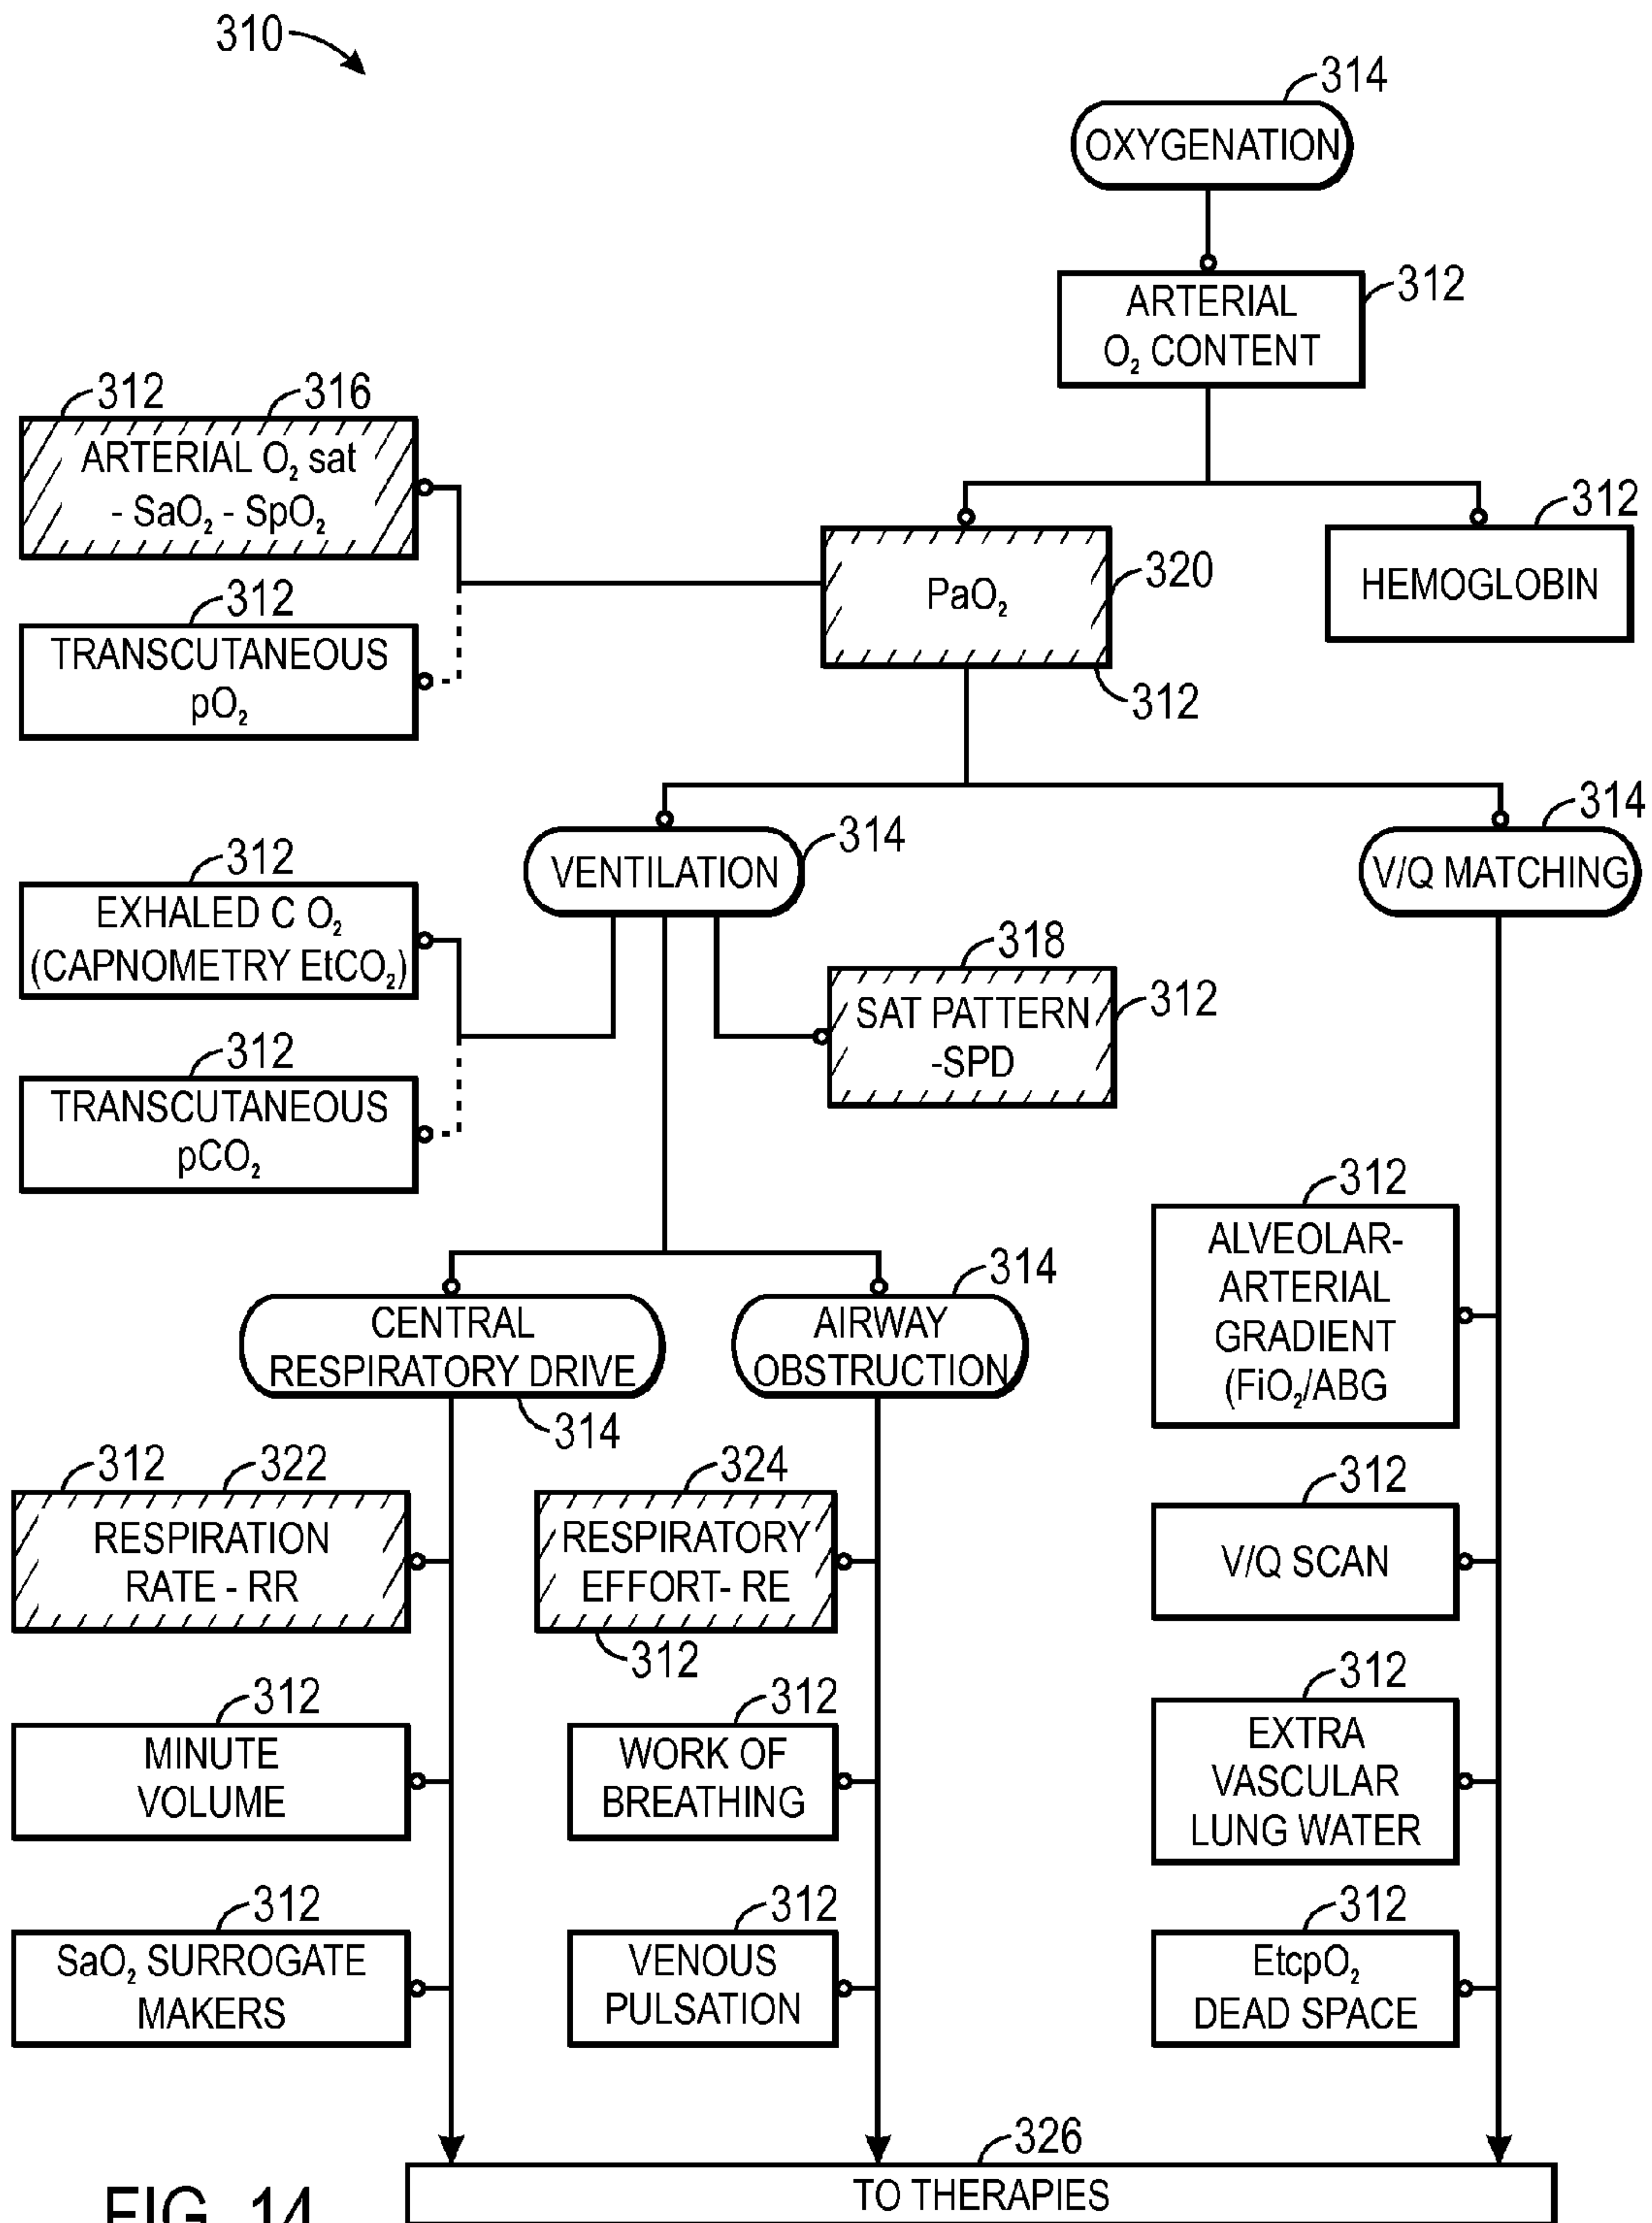 310
314
OXYGENATION
312
ARTERIAL
O₂ CONTENT
312
316
ARTERIAL O₂ sat
- SaO₂ - SpO₂
312
TRANSCUTANEOUS
pO₂
320
PaO₂
312
312
HEMOGLOBIN
314
VENTILATION
314
V/Q MATCHING
312
EXHALED C O₂
(CAPNOMETRY EtCO₂)
312
TRANSCUTANEOUS
pCO₂
318
SAT PATTERN
-SPD
312
CENTRAL
RESPIRATORY DRIVE
314
314
AIRWAY
OBSTRUCTION
312
ALVEOLAR-
ARTERIAL
GRADIENT
(FiO₂/ABG
312
322
RESPIRATION
RATE - RR
324
RESPIRATORY
EFFORT- RE
312
312
V/Q SCAN
312
MINUTE
VOLUME
312
WORK OF
BREATHING
312
EXTRA
VASCULAR
LUNG WATER
312
SaO₂ SURROGATE
MAKERS
312
VENOUS
PULSATION
312
EtcpO₂
DEAD SPACE
326
TO THERAPIES
FIG. 14